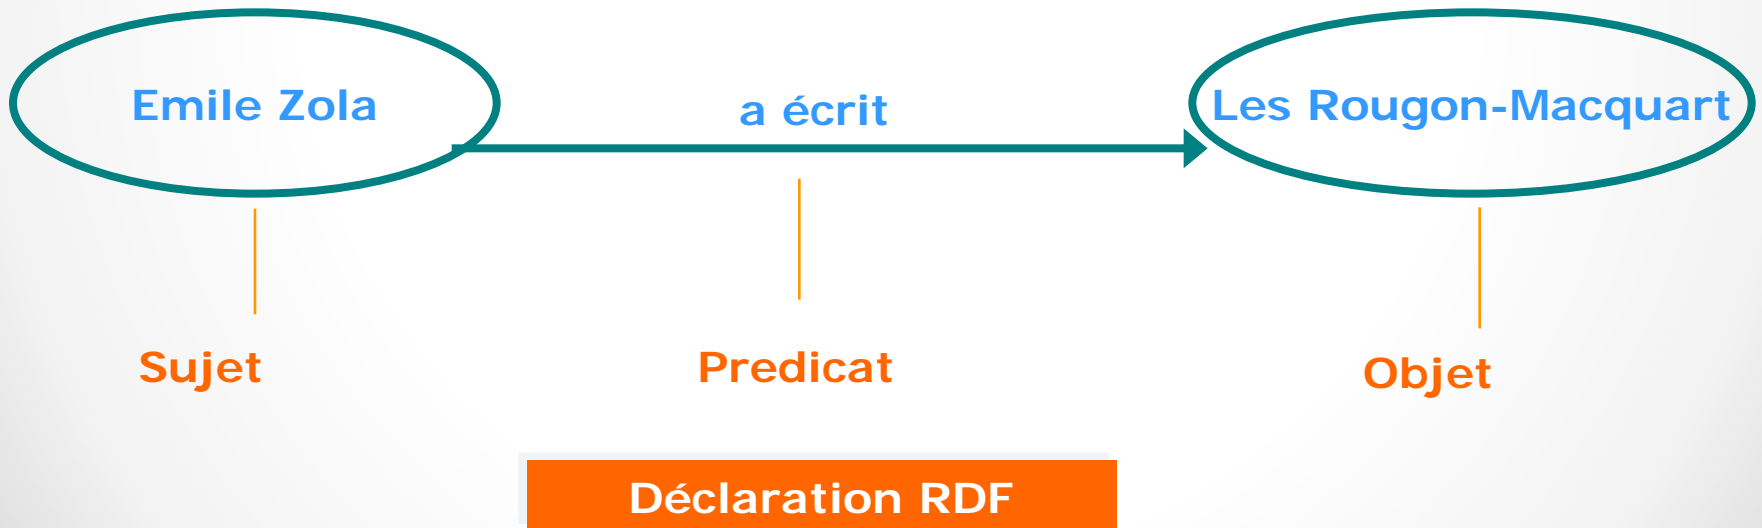 Emile Zola
a écrit
Les Rougon-Macquart
Sujet
Predicat
Objet
Déclaration RDF